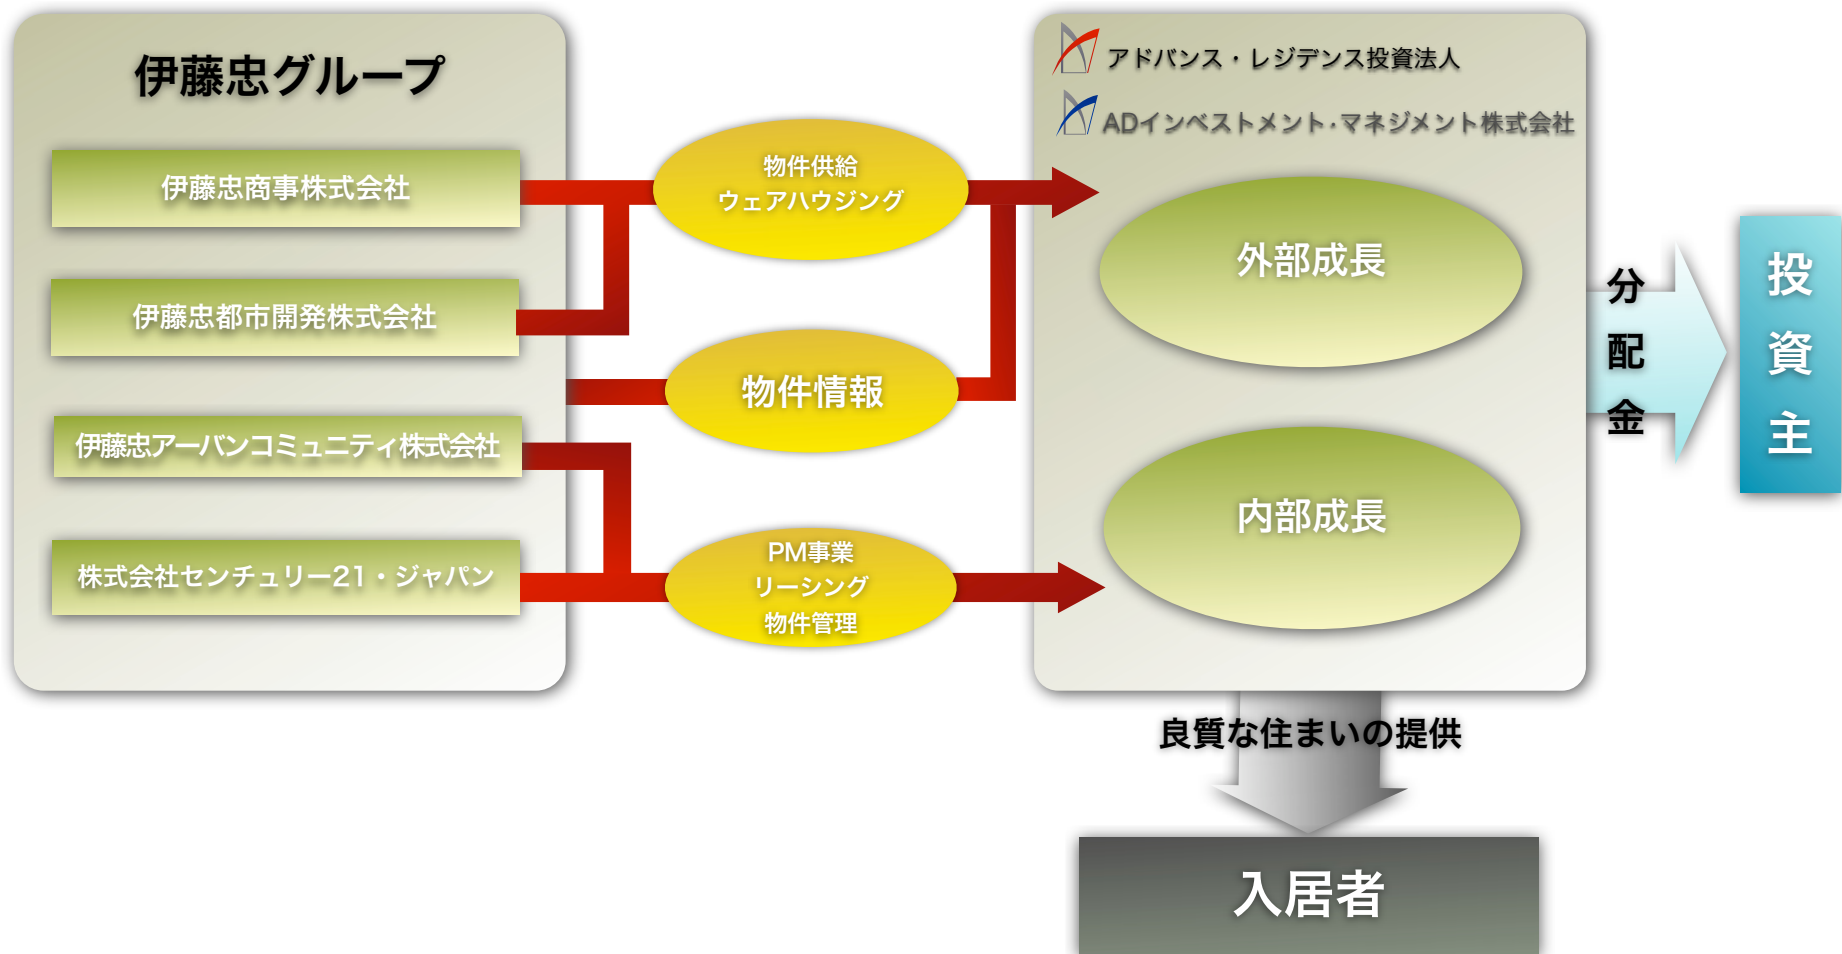 伊藤忠グループ
伊藤忠商事株式会社
伊藤忠都市開発株式会社
伊藤忠アーバンコミュニティ株式会社
株式会社センチュリー21・ジャパン
物件供給
ウェアハウジング
物件情報
PM事業
リーシング
物件管理
アドバンス・レジデンス投資法人
ADインベストメント・マネジメント株式会社
外部成長
内部成長
分配金
投資主
良質な住まいの提供
入居者